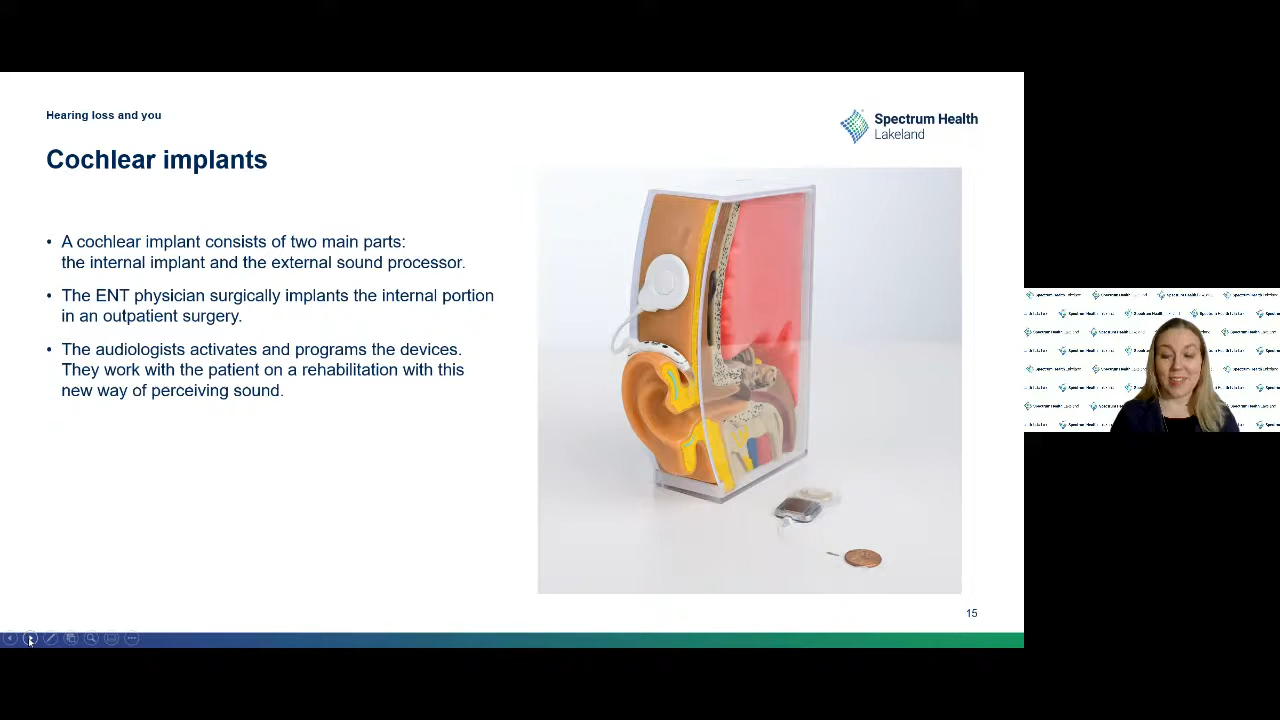 Hearing loss and you
Spectrum Health
Lakeland
Cochlear implants
• A cochlear implant consists of two main parts:
the internal implant and the external sound processor.
• The ENT physician surgically implants the internal portion
in an outpatient surgery.
• The audiologists activates and programs the devices.
They work with the patient on a rehabilitation with this
new way of perceiving sound.
15